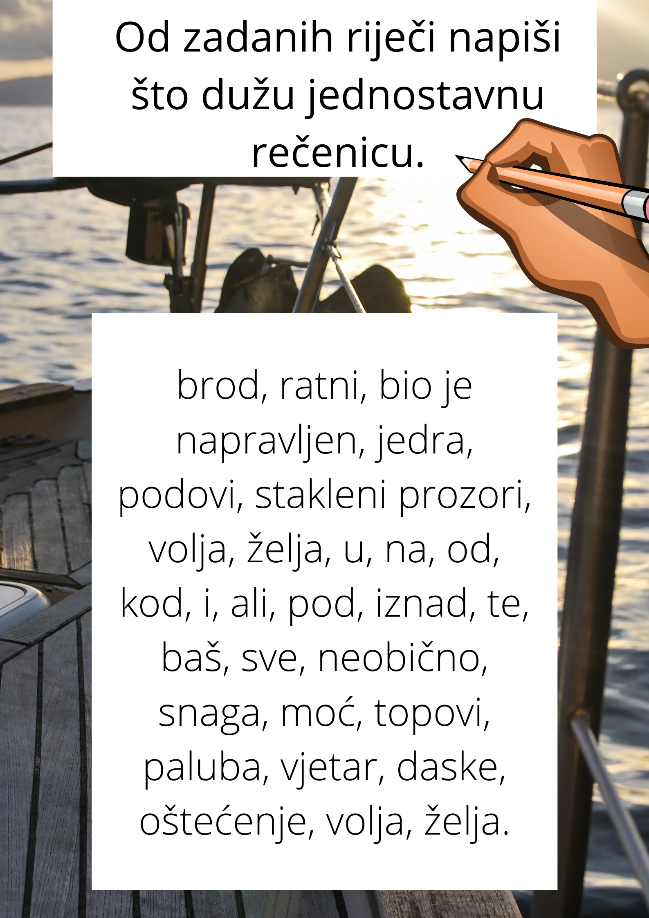 Od zadanih riječi napiši
što dužu jednostavnu
rečenicu.
brod, ratni, bio je
napravljen, jedra,
podovi, stakleni prozori,
volja, želja, u, na, od,
kod, i, ali, pod, iznad, te,
baš, sve, neobično,
snaga, moć, topovi,
paluba, vjetar, daske,
oštećenje, volja, želja.